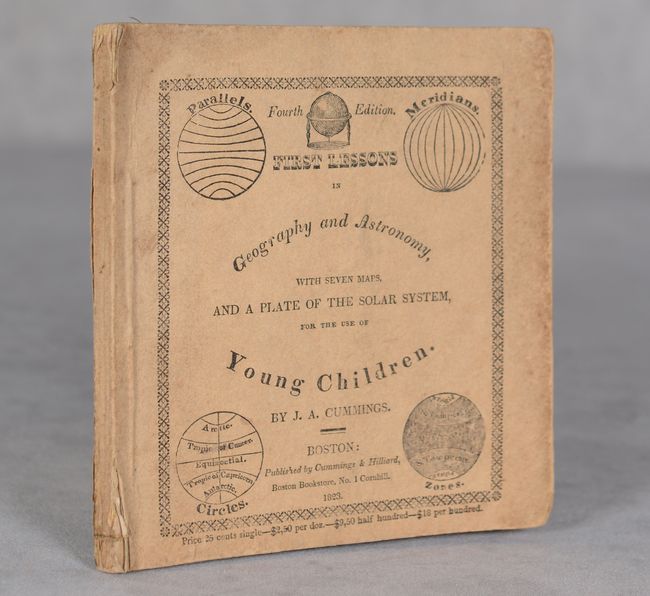 Parallels.
Fourth Edition.
Meridians.
FIRST LESSONS
IN
Geography and Astronomy,
WITH SEVEN MAPS,
AND A PLATE OF THE SOLAR SYSTEM,
FOR THE USE OF
Young Children.
BY J. A. CUMMINGS.
BOSTON:
Published by Cummings & Hilliard,
Boston Bookstore, No. 1 Cornhill.
1823.
Arctic.
Tropic of Cancer.
Equinoctial.
Tropic of Capricorn
Antarctic.
Circles.
Zones.
Price 25 cents single—$2,50 per doz.—$9,50 half hundred—$18 per hundred.